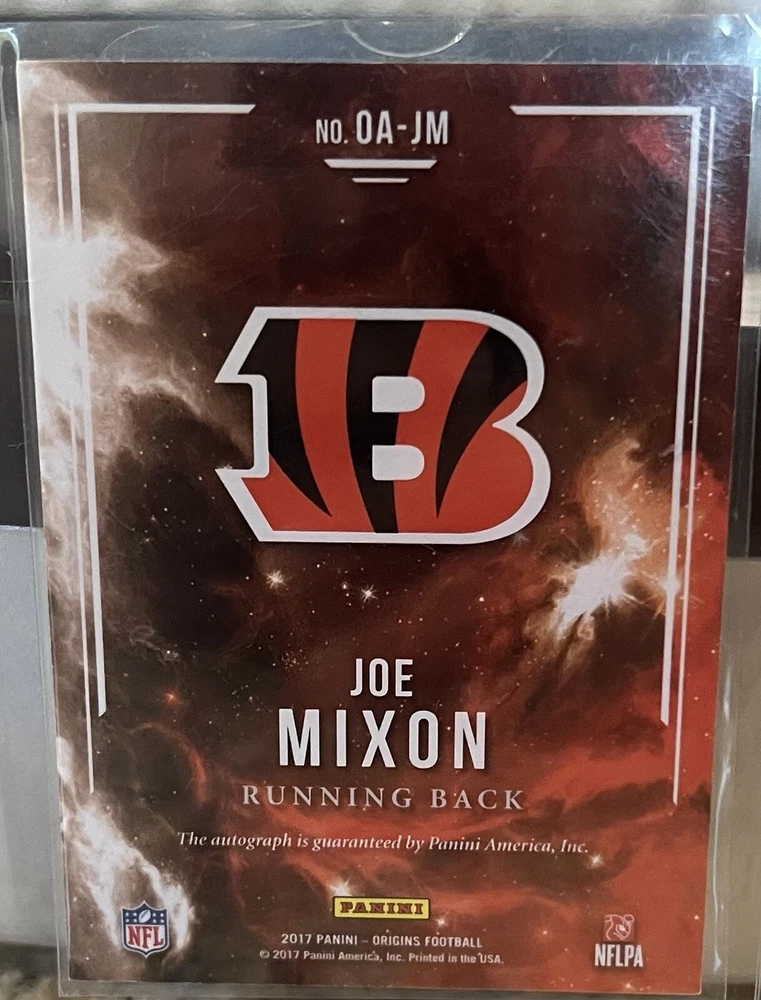 NO. OA-JM
B
JOE
MIXON
RUNNING BACK
The autograph is guaranteed by Panini America, Inc.
PANINI
NFL
2017 PANINI – ORIGINS FOOTBALL
© 2017 Panini America, Inc. Printed in the USA.
NFLPA